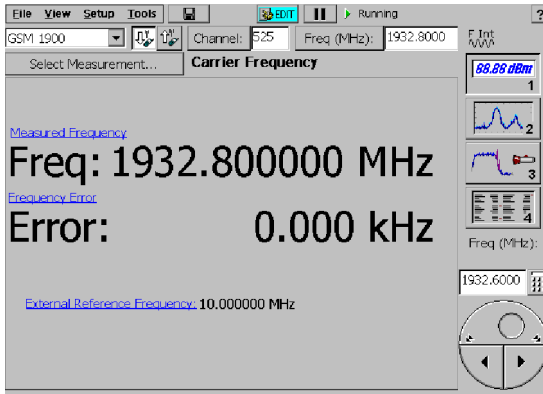 File View Setup Tools EDIT Running ?
GSM 1900 Channel: 525 Freq (MHz): 1932.8000 F Int
Select Measurement... Carrier Frequency
88.88 dBm
1
Measured Frequency
2
Freq: 1932.800000 MHz
3
Frequency Error
4
Error: 0.000 kHz
Freq (MHz):
1932.6000
External Reference Frequency: 10.000000 MHz